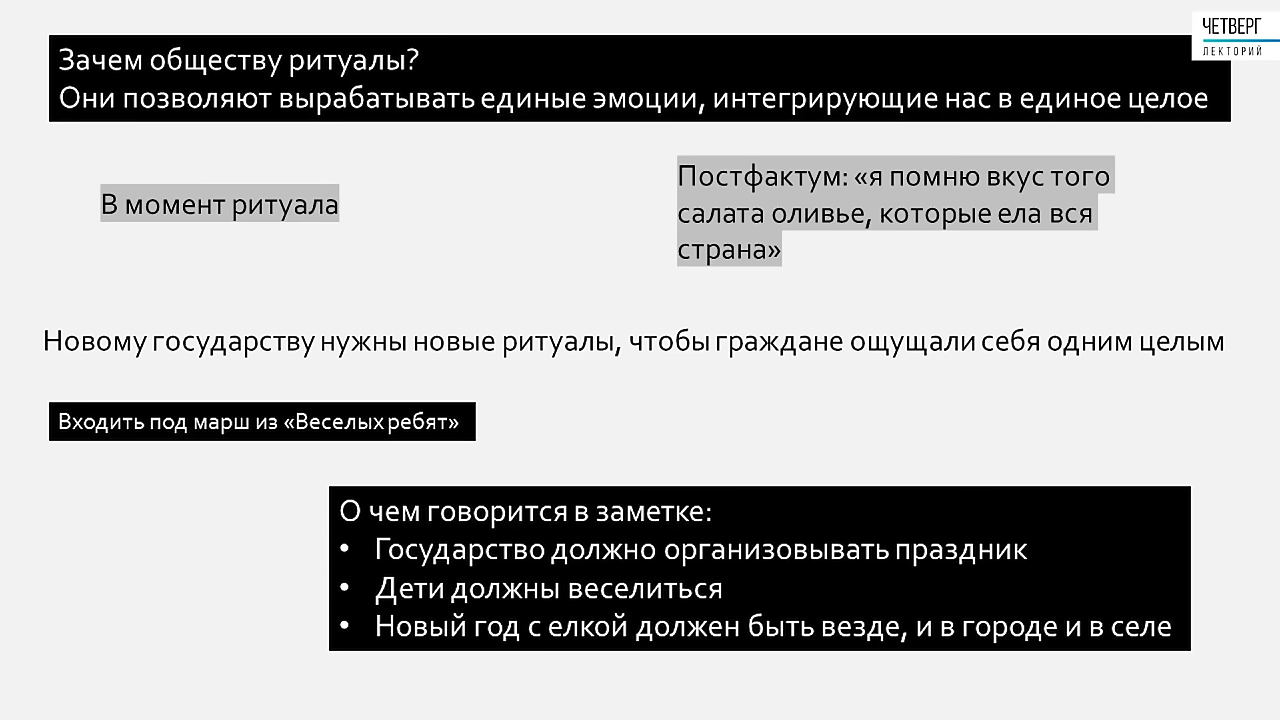 ЧЕТВЕРГ
ЛЕКТОРИЙ
Зачем обществу ритуалы?
Они позволяют вырабатывать единые эмоции, интегрирующие нас в единое целое
В момент ритуала
Постфактум: «я помню вкус того
салата оливье, которые ела вся
страна»
Новому государству нужны новые ритуалы, чтобы граждане ощущали себя одним целым
Входить под марш из «Веселых ребят»
О чем говорится в заметке:
• Государство должно организовывать праздник
• Дети должны веселиться
• Новый год с елкой должен быть везде, и в городе и в селе